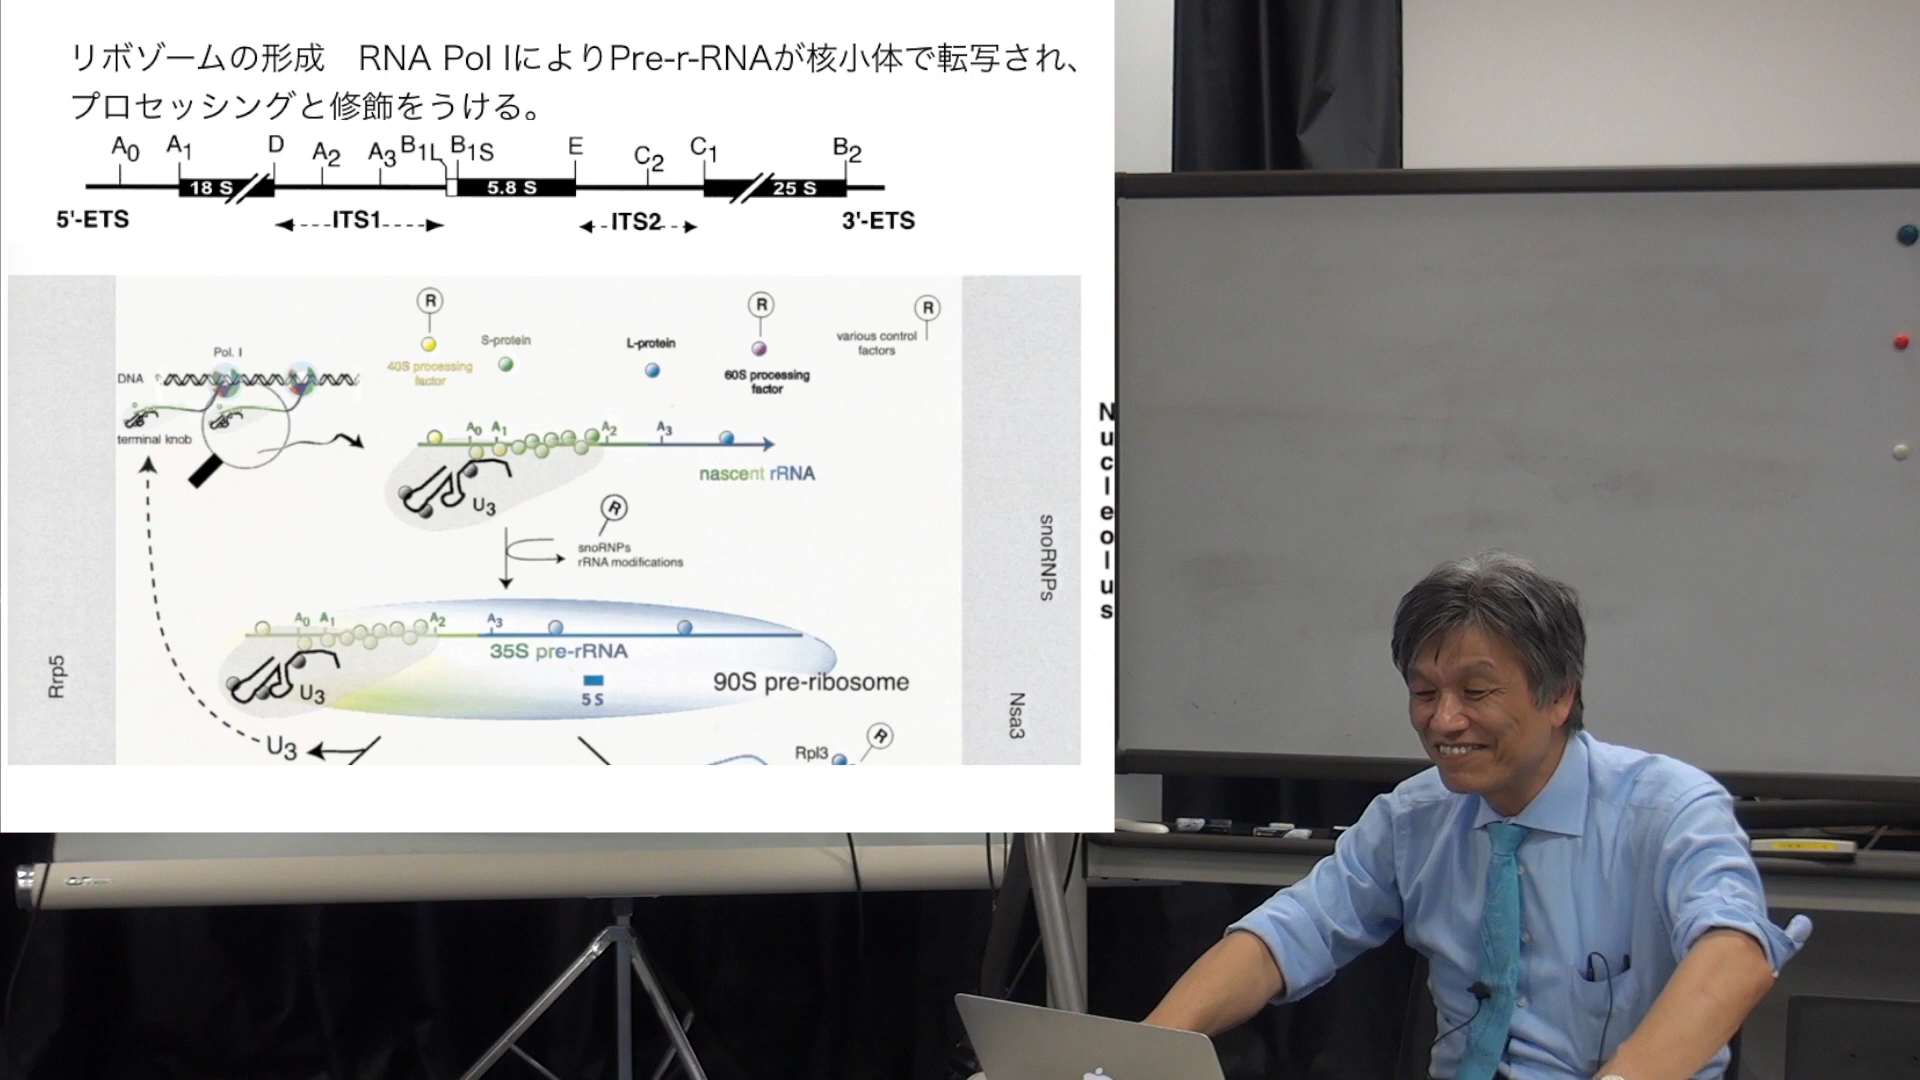 リボゾームの形成　RNA Pol IによりPre-r-RNAが核小体で転写され、
プロセッシングと修飾をうける。
A0 A1 D A2 A3 B1L B1S E C2 C1 B2
18 S 5.8 S 25 S
5'-ETS ITS1 ITS2 3'-ETS
R R R
S-protein L-protein various control
factors
Pol. I
DNA
40S processing
factor
60S processing
factor
terminal knob
A0 A1 A2 A3
nascent rRNA
U3
R
snoRNPs
rRNA modifications
A0 A1 A2 A3
35S pre-rRNA
U3
5 S
90S pre-ribosome
U3
Rpl3
R
Rrp5
snoRNPs
Nsa3
Nucleolus